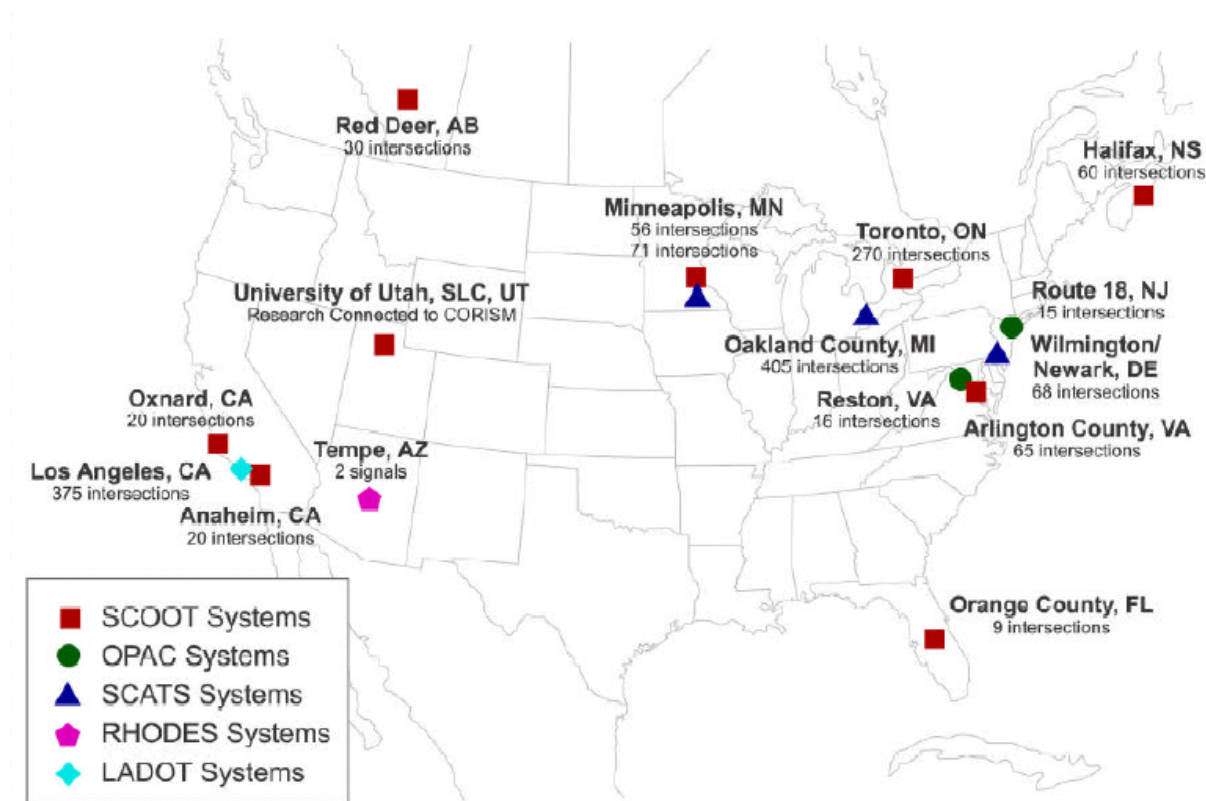 Red Deer, AB
30 intersections
Halifax, NS
60 intersections
Minneapolis, MN
56 intersections
71 intersections
Toronto, ON
270 intersections
University of Utah, SLC, UT
Research Connected to CORISM
Route 18, NJ
15 intersections
Oakland County, MI
405 intersections
Wilmington/
Newark, DE
68 intersections
Reston, VA
16 intersections
Arlington County, VA
65 intersections
Oxnard, CA
20 intersections
Tempe, AZ
2 signals
Los Angeles, CA
375 intersections
Anaheim, CA
20 intersections
Orange County, FL
9 intersections
SCOOT Systems
OPAC Systems
SCATS Systems
RHODES Systems
LADOT Systems